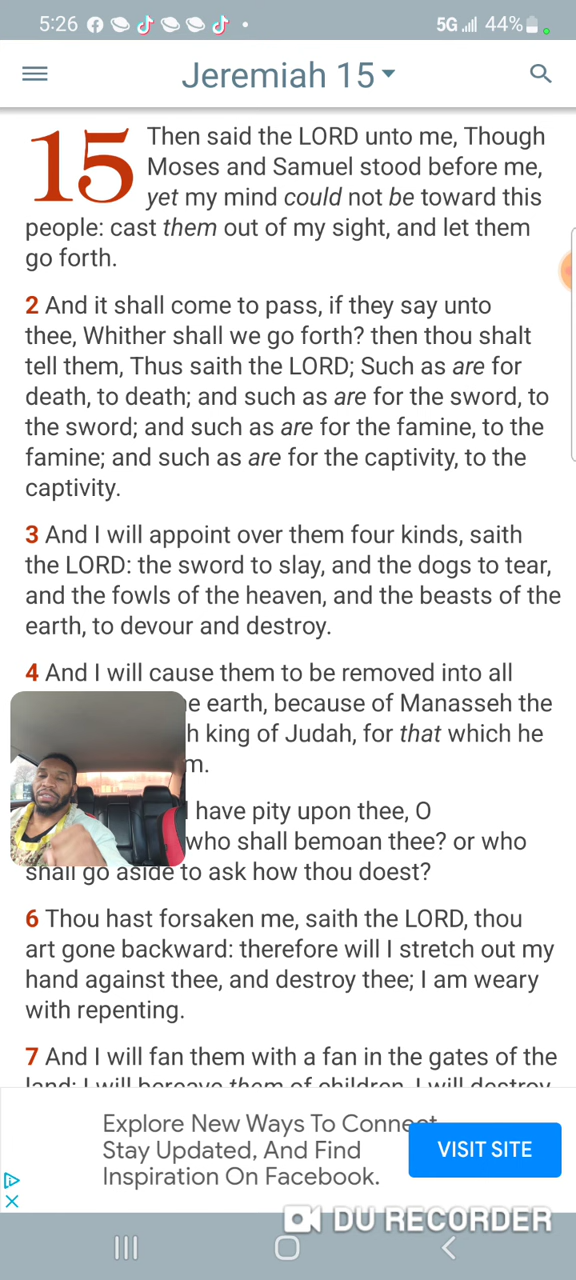 5:26
5G 44%
Jeremiah 15
15 Then said the LORD unto me, Though
Moses and Samuel stood before me,
yet my mind could not be toward this
people: cast them out of my sight, and let them
go forth.
2 And it shall come to pass, if they say unto
thee, Whither shall we go forth? then thou shalt
tell them, Thus saith the LORD; Such as are for
death, to death; and such as are for the sword, to
the sword; and such as are for the famine, to the
famine; and such as are for the captivity, to the
captivity.
3 And I will appoint over them four kinds, saith
the LORD: the sword to slay, and the dogs to tear,
and the fowls of the heaven, and the beasts of the
earth, to devour and destroy.
4 And I will cause them to be removed into all
earth, because of Manasseh the
king of Judah, for that which he
have pity upon thee, O
who shall bemoan thee? or who
shall go aside to ask how thou doest?
6 Thou hast forsaken me, saith the LORD, thou
art gone backward: therefore will I stretch out my
hand against thee, and destroy thee; I am weary
with repenting.
7 And I will fan them with a fan in the gates of the
land; I will bereave them of children, I will destroy
Explore New Ways To Connect
Stay Updated, And Find
Inspiration On Facebook.
VISIT SITE
DU RECORDER